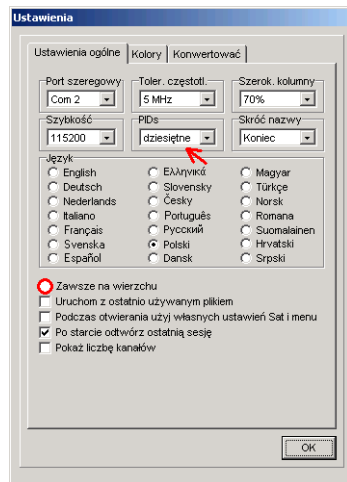 Ustawienia
Ustawienia ogólne Kolory Konwertować
Port szeregowy Toler. częstotl. Szerok. kolumny
Com 2 5 MHz 70%
Szybkość PIDs Skróć nazwy
115200 dziesiętne Koniec
Język
English Ελληνικά Magyar
Deutsch Slovensky Türkçe
Nederlands Česky Norsk
Italiano Português Romana
Français Русский Suomalainen
Svenska Polski Hrvatski
Español Dansk Srpski
Zawsze na wierzchu
Uruchom z ostatnio używanym plikiem
Podczas otwierania użyj własnych ustawień Sat i menu
Po starcie odtwórz ostatnią sesję
Pokaż liczbę kanałów
OK